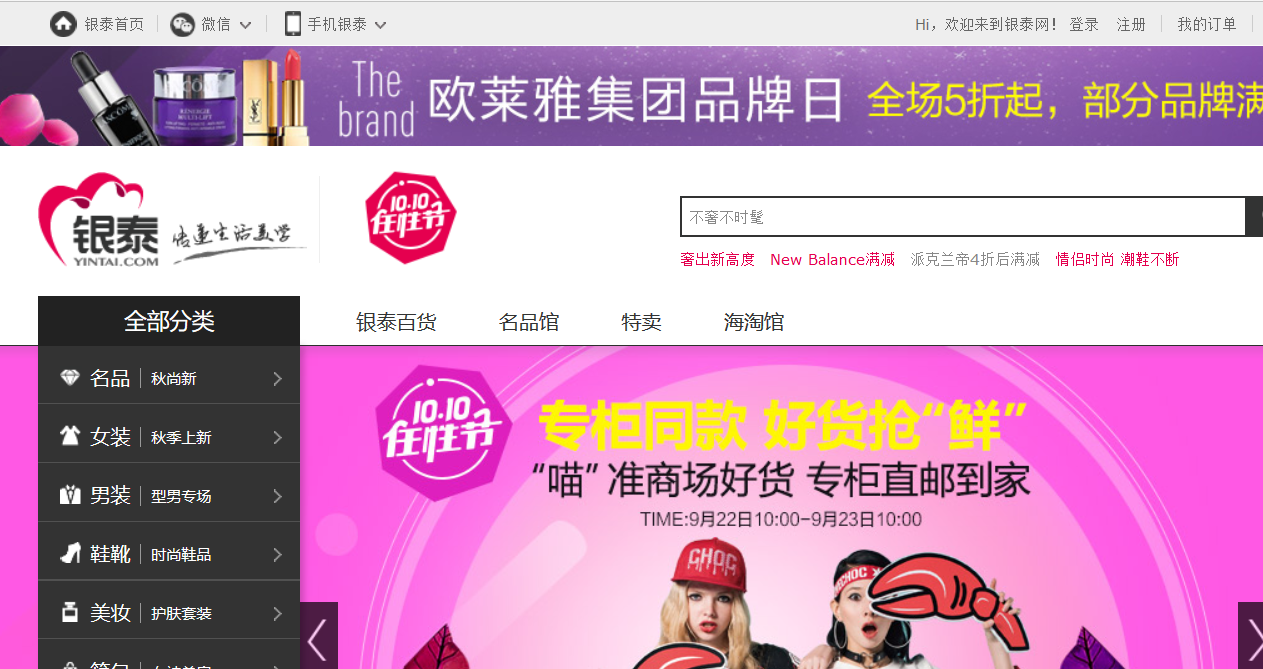 银泰首页 微信 手机银泰 Hi，欢迎来到银泰网！ 登录 注册 我的订单
The brand 欧莱雅集团品牌日 全场5折起，部分品牌满
银泰 传递生活美学
YINTAI.COM
10.10
任性节
不奢不时髦
奢出新高度 New Balance满减 派克兰帝4折后满减 情侣时尚 潮鞋不断
全部分类 银泰百货 名品馆 特卖 海淘馆
名品 秋尚新
女装 秋季上新
男装 型男专场
鞋靴 时尚鞋品
美妆 护肤套装
10.10
任性节
专柜同款 好货抢“鲜”
“喵” 准商场好货 专柜直邮到家
TIME:9月22日10:00-9月23日10:00
CHOC
CHOC